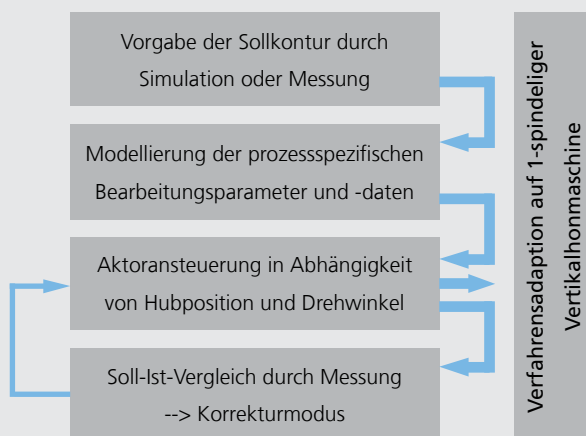 Vorgabe der Sollkontur durch
Simulation oder Messung
Modellierung der prozessspezifischen
Bearbeitungsparameter und -daten
Aktoransteuerung in Abhängigkeit
von Hubposition und Drehwinkel
Soll-Ist-Vergleich durch Messung
--> Korrekturmodus
Verfahrensadaption auf 1-spindeliger
Vertikalhonmaschine